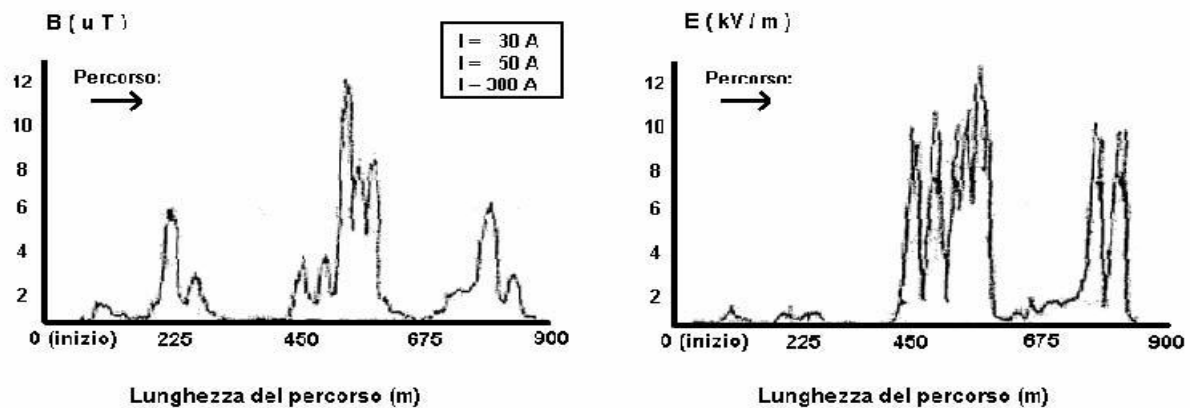 B ( u T )
I = 30 A
I = 50 A
I – 300 A
Percorso:
12
10
8
6
4
2
0 (inizio) 225 450 675 900
Lunghezza del percorso (m)
E ( kV / m )
Percorso:
12
10
8
6
4
2
0 (inizio) 225 450 675 900
Lunghezza del percorso (m)